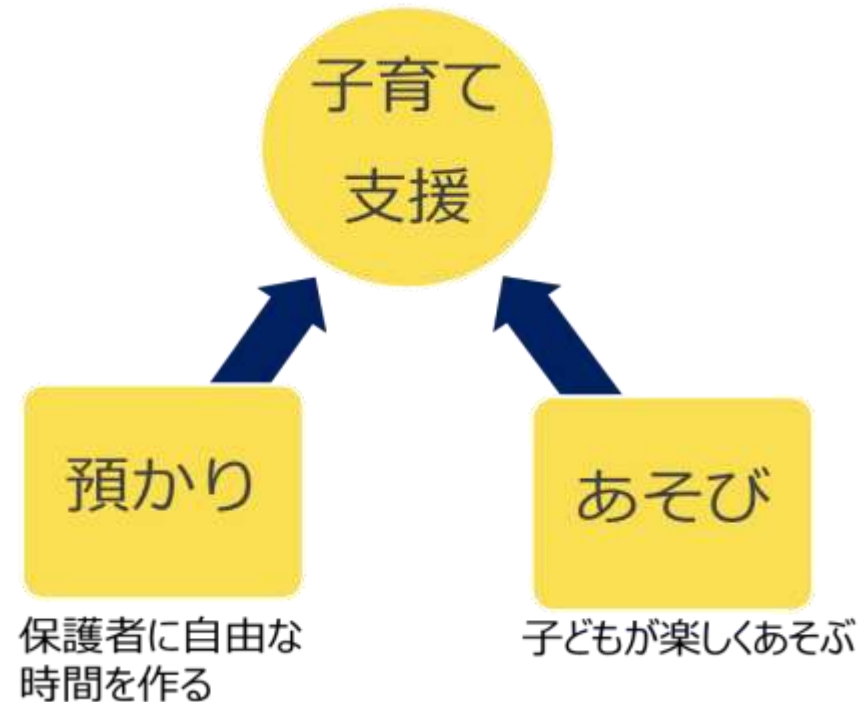 子育て
支援
預かり
あそび
保護者に自由な
時間を作る
子どもが楽しくあそぶ